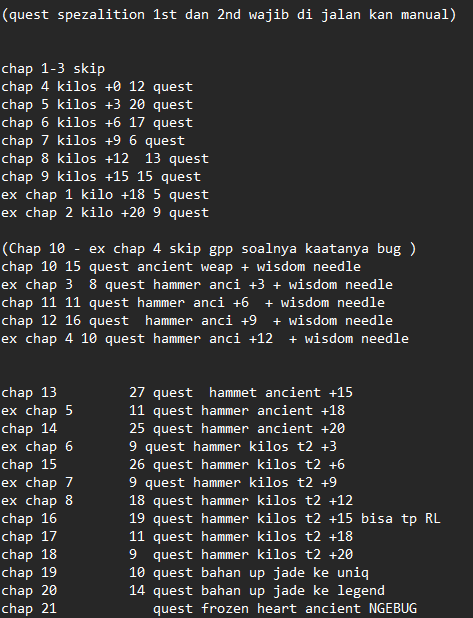 (quest spezalition 1st dan 2nd wajib di jalan kan manual)
chap 1-3 skip
chap 4 kilos +0 12 quest
chap 5 kilos +3 20 quest
chap 6 kilos +6 17 quest
chap 7 kilos +9 6 quest
chap 8 kilos +12  13 quest
chap 9 kilos +15 15 quest
ex chap 1 kilo +18 5 quest
ex chap 2 kilo +20 9 quest
(Chap 10 - ex chap 4 skip gpp soalnya kaatanya bug )
chap 10 15 quest ancient weap + wisdom needle
ex chap 3  8 quest hammer anci +3 + wisdom needle
chap 11 11 quest hammer anci +6  + wisdom needle
chap 12 16 quest  hammer anci +9  + wisdom needle
ex chap 4 10 quest hammer anci +12  + wisdom needle
chap 13         27 quest  hammet ancient +15
ex chap 5       11 quest hammer ancient +18
chap 14         25 quest hammer ancient +20
ex chap 6       9 quest hammer kilos t2 +3
chap 15         26 quest hammer kilos t2 +6
ex chap 7       9 quest hammer kilos t2 +9
ex chap 8       18 quest hammer kilos t2 +12
chap 16         19 quest hammer kilos t2 +15 bisa tp RL
chap 17         11 quest hammer kilos t2 +18
chap 18         9  quest hammer kilos t2 +20
chap 19         10 quest bahan up jade ke uniq
chap 20         14 quest bahan up jade ke legend
chap 21            quest frozen heart ancient NGEBUG